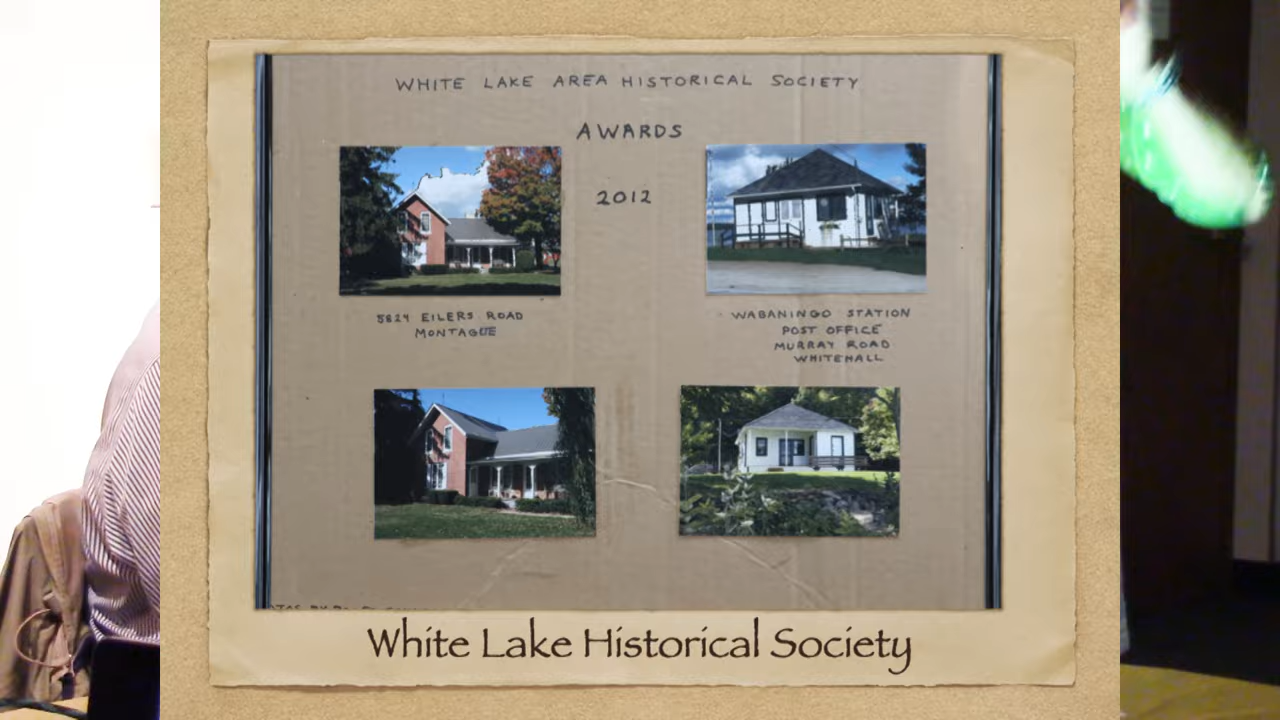 WHITE LAKE AREA HISTORICAL SOCIETY
AWARDS
2012
5824 EILERS ROAD
MONTAGUE
WABANINGO STATION
POST OFFICE
MURRAY ROAD
WHITEHALL
White Lake Historical Society